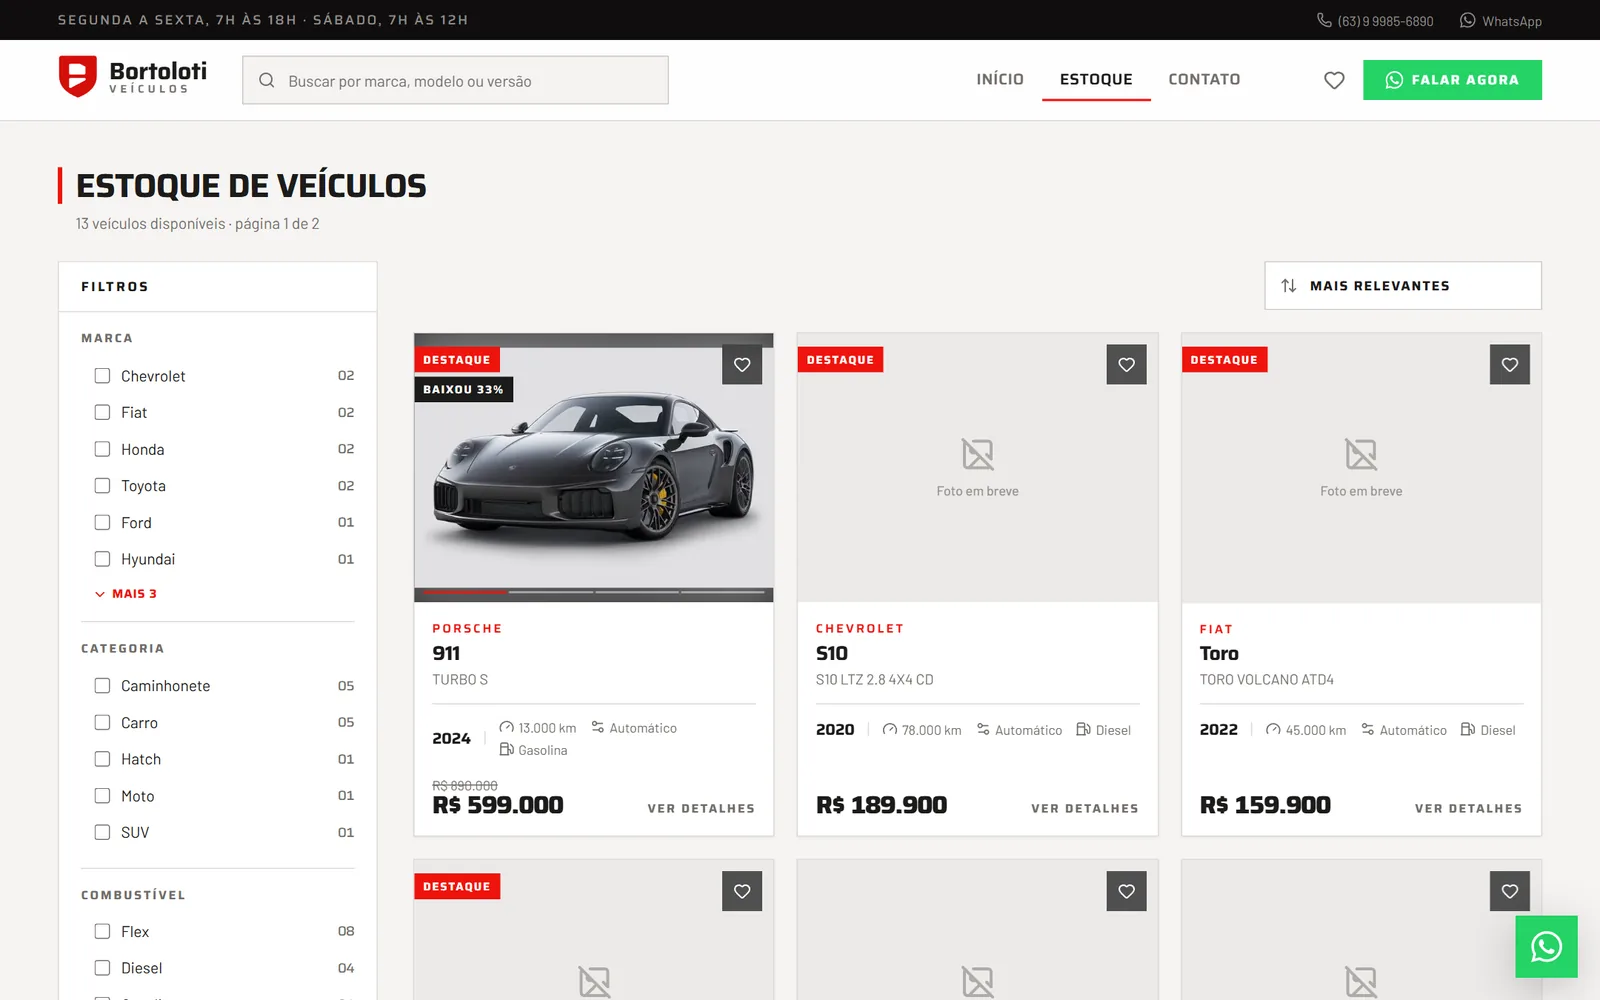 SEGUNDA A SEXTA, 7H ÀS 18H · SÁBADO, 7H ÀS 12H
(63) 9 9985-6890
WhatsApp
Bortoloti
VEÍCULOS
Buscar por marca, modelo ou versão
INÍCIO
ESTOQUE
CONTATO
FALAR AGORA
ESTOQUE DE VEÍCULOS
13 veículos disponíveis · página 1 de 2
FILTROS
MARCA
Chevrolet 02
Fiat 02
Honda 02
Toyota 02
Ford 01
Hyundai 01
MAIS 3
CATEGORIA
Caminhonete 05
Carro 05
Hatch 01
Moto 01
SUV 01
COMBUSTÍVEL
Flex 08
Diesel 04
MAIS RELEVANTES
DESTAQUE
BAIXOU 33%
PORSCHE
911
TURBO S
2024
13.000 km
Automático
Gasolina
R$ 890.000
R$ 599.000
VER DETALHES
DESTAQUE
Foto em breve
CHEVROLET
S10
S10 LTZ 2.8 4X4 CD
2020
78.000 km
Automático
Diesel
R$ 189.900
VER DETALHES
DESTAQUE
Foto em breve
FIAT
Toro
TORO VOLCANO ATD4
2022
45.000 km
Automático
Diesel
R$ 159.900
VER DETALHES
DESTAQUE